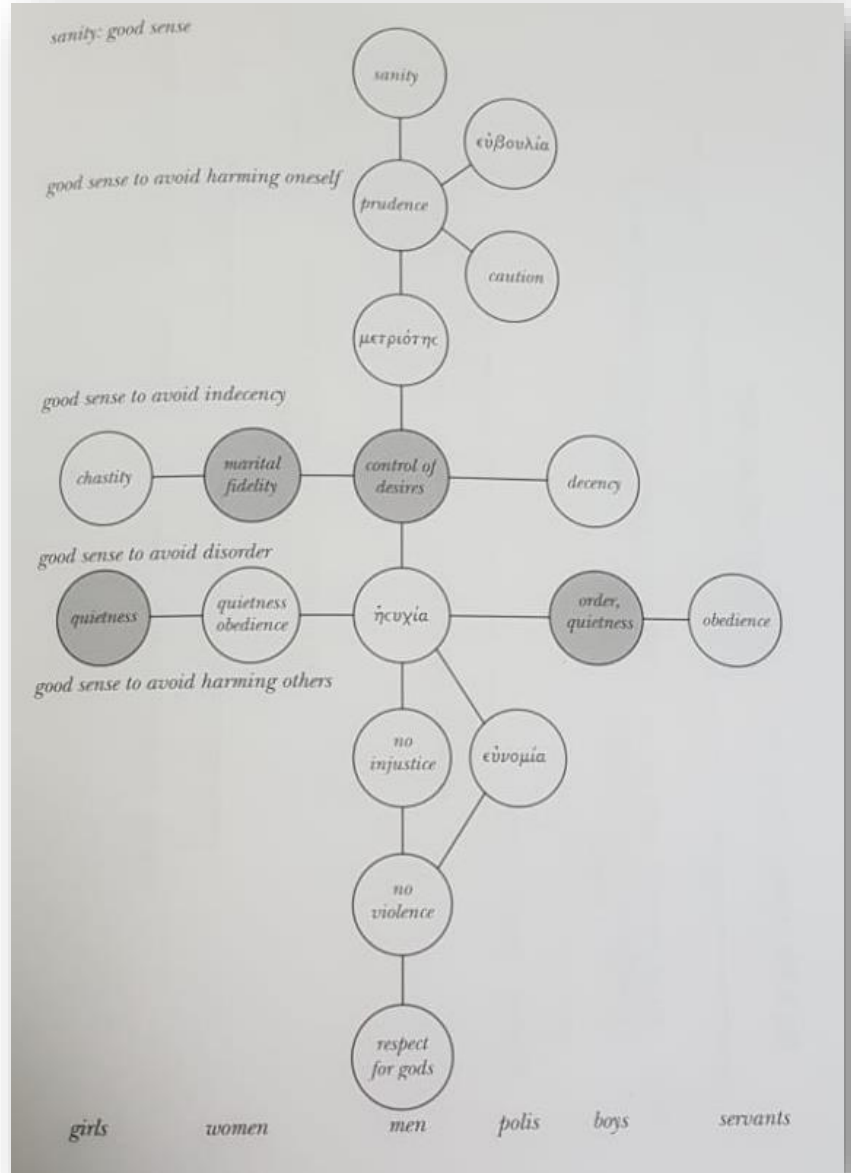 sanity: good sense
sanity
εὐβουλία
good sense to avoid harming oneself
prudence
caution
μετριότης
good sense to avoid indecency
chastity
marital
fidelity
control of
desires
decency
good sense to avoid disorder
quietness
quietness
obedience
ἡσυχία
order,
quietness
obedience
good sense to avoid harming others
no
injustice
εὐνομία
no
violence
respect
for gods
girls
women
men
polis
boys
servants